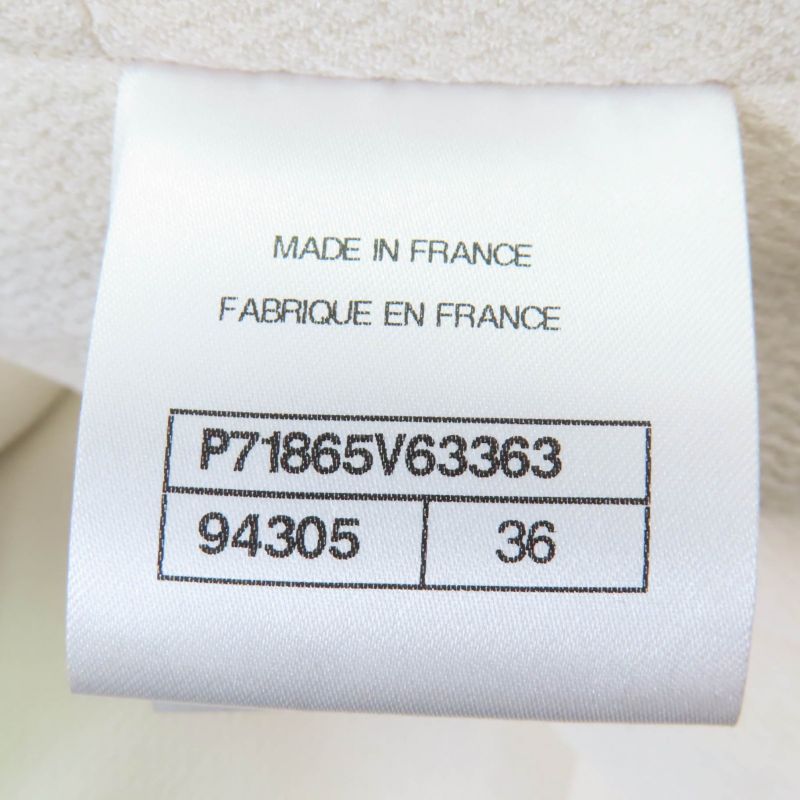 MADE IN FRANCE
FABRIQUE EN FRANCE
P71865V63363
94305 36